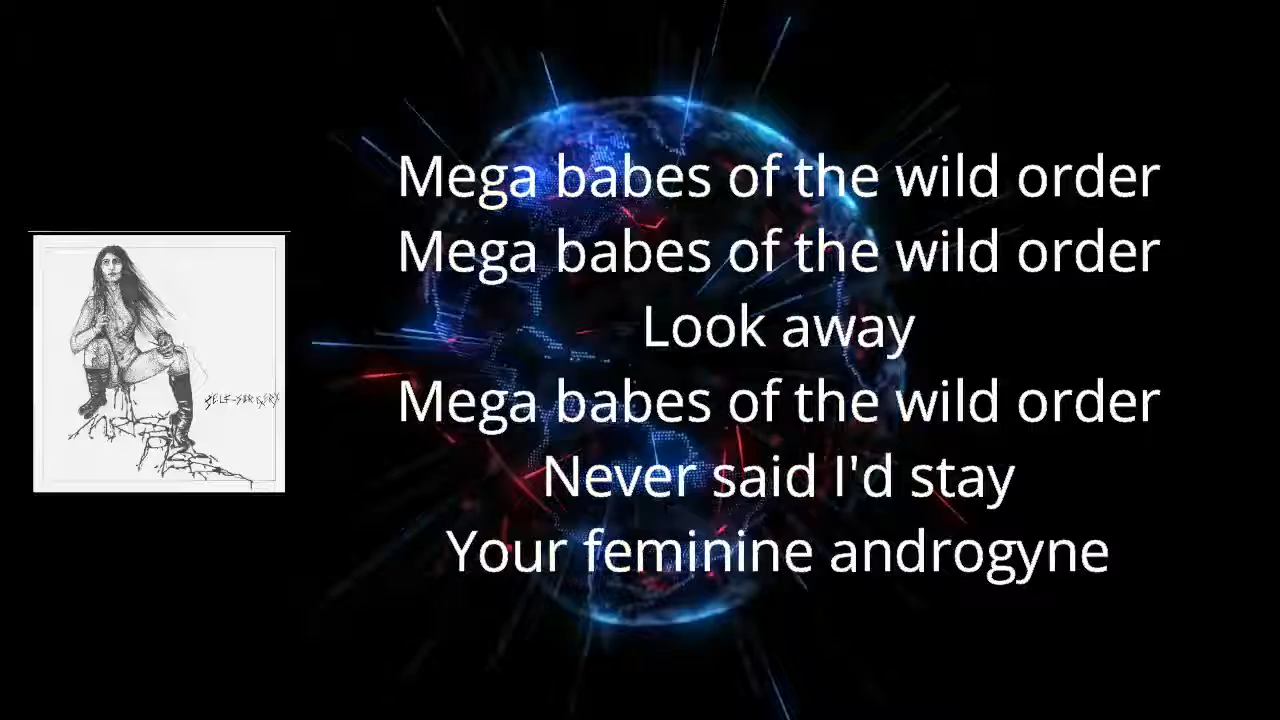 Mega babes of the wild order
Mega babes of the wild order
Look away
Mega babes of the wild order
Never said I'd stay
Your feminine androgyne